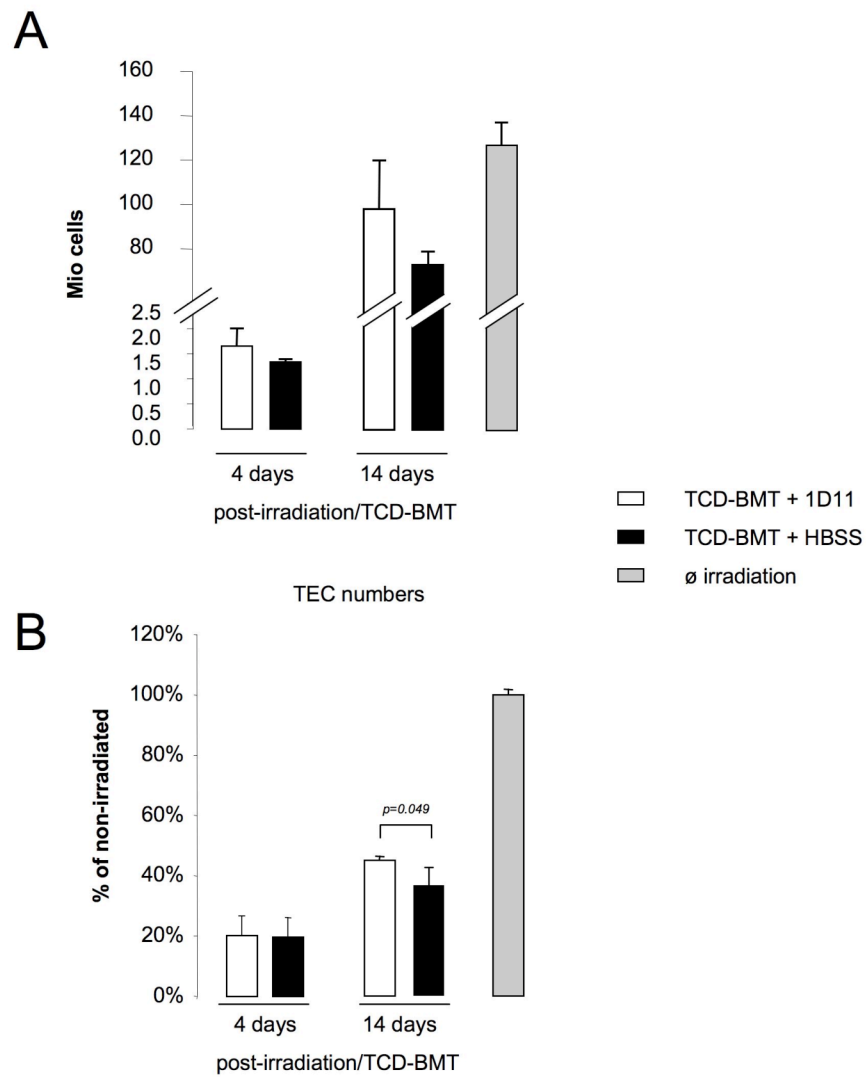 A
160
140
120
100
80
Mio cells
2.5
2.0
1.5
1.0
0.5
0.0
4 days
14 days
post-irradiation/TCD-BMT
TCD-BMT + 1D11
TCD-BMT + HBSS
ø irradiation
TEC numbers
B
120%
100%
80%
60%
40%
20%
0%
% of non-irradiated
p=0.049
4 days
14 days
post-irradiation/TCD-BMT